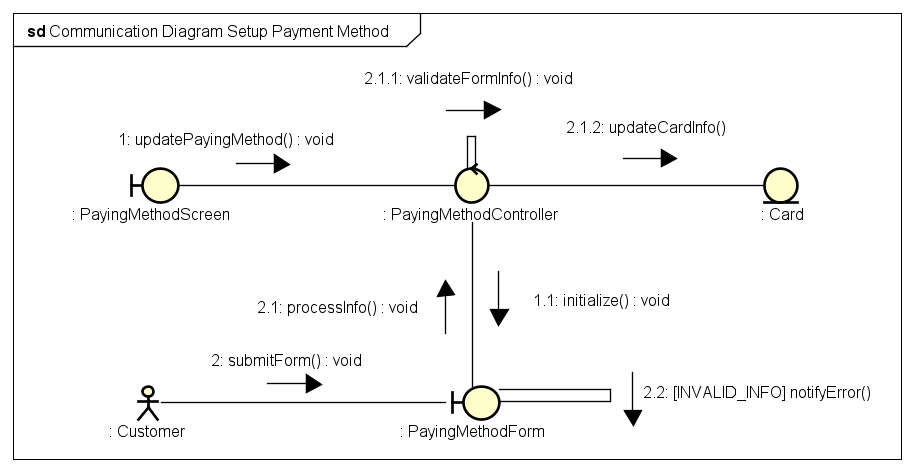 sd Communication Diagram Setup Payment Method
2.1.1: validateFormInfo() : void
2.1.2: updateCardInfo()
1: updatePayingMethod() : void
: PayingMethodScreen
: PayingMethodController
: Card
1.1: initialize() : void
2.1: processInfo() : void
2: submitForm() : void
2.2: [INVALID_INFO] notifyError()
: Customer
: PayingMethodForm